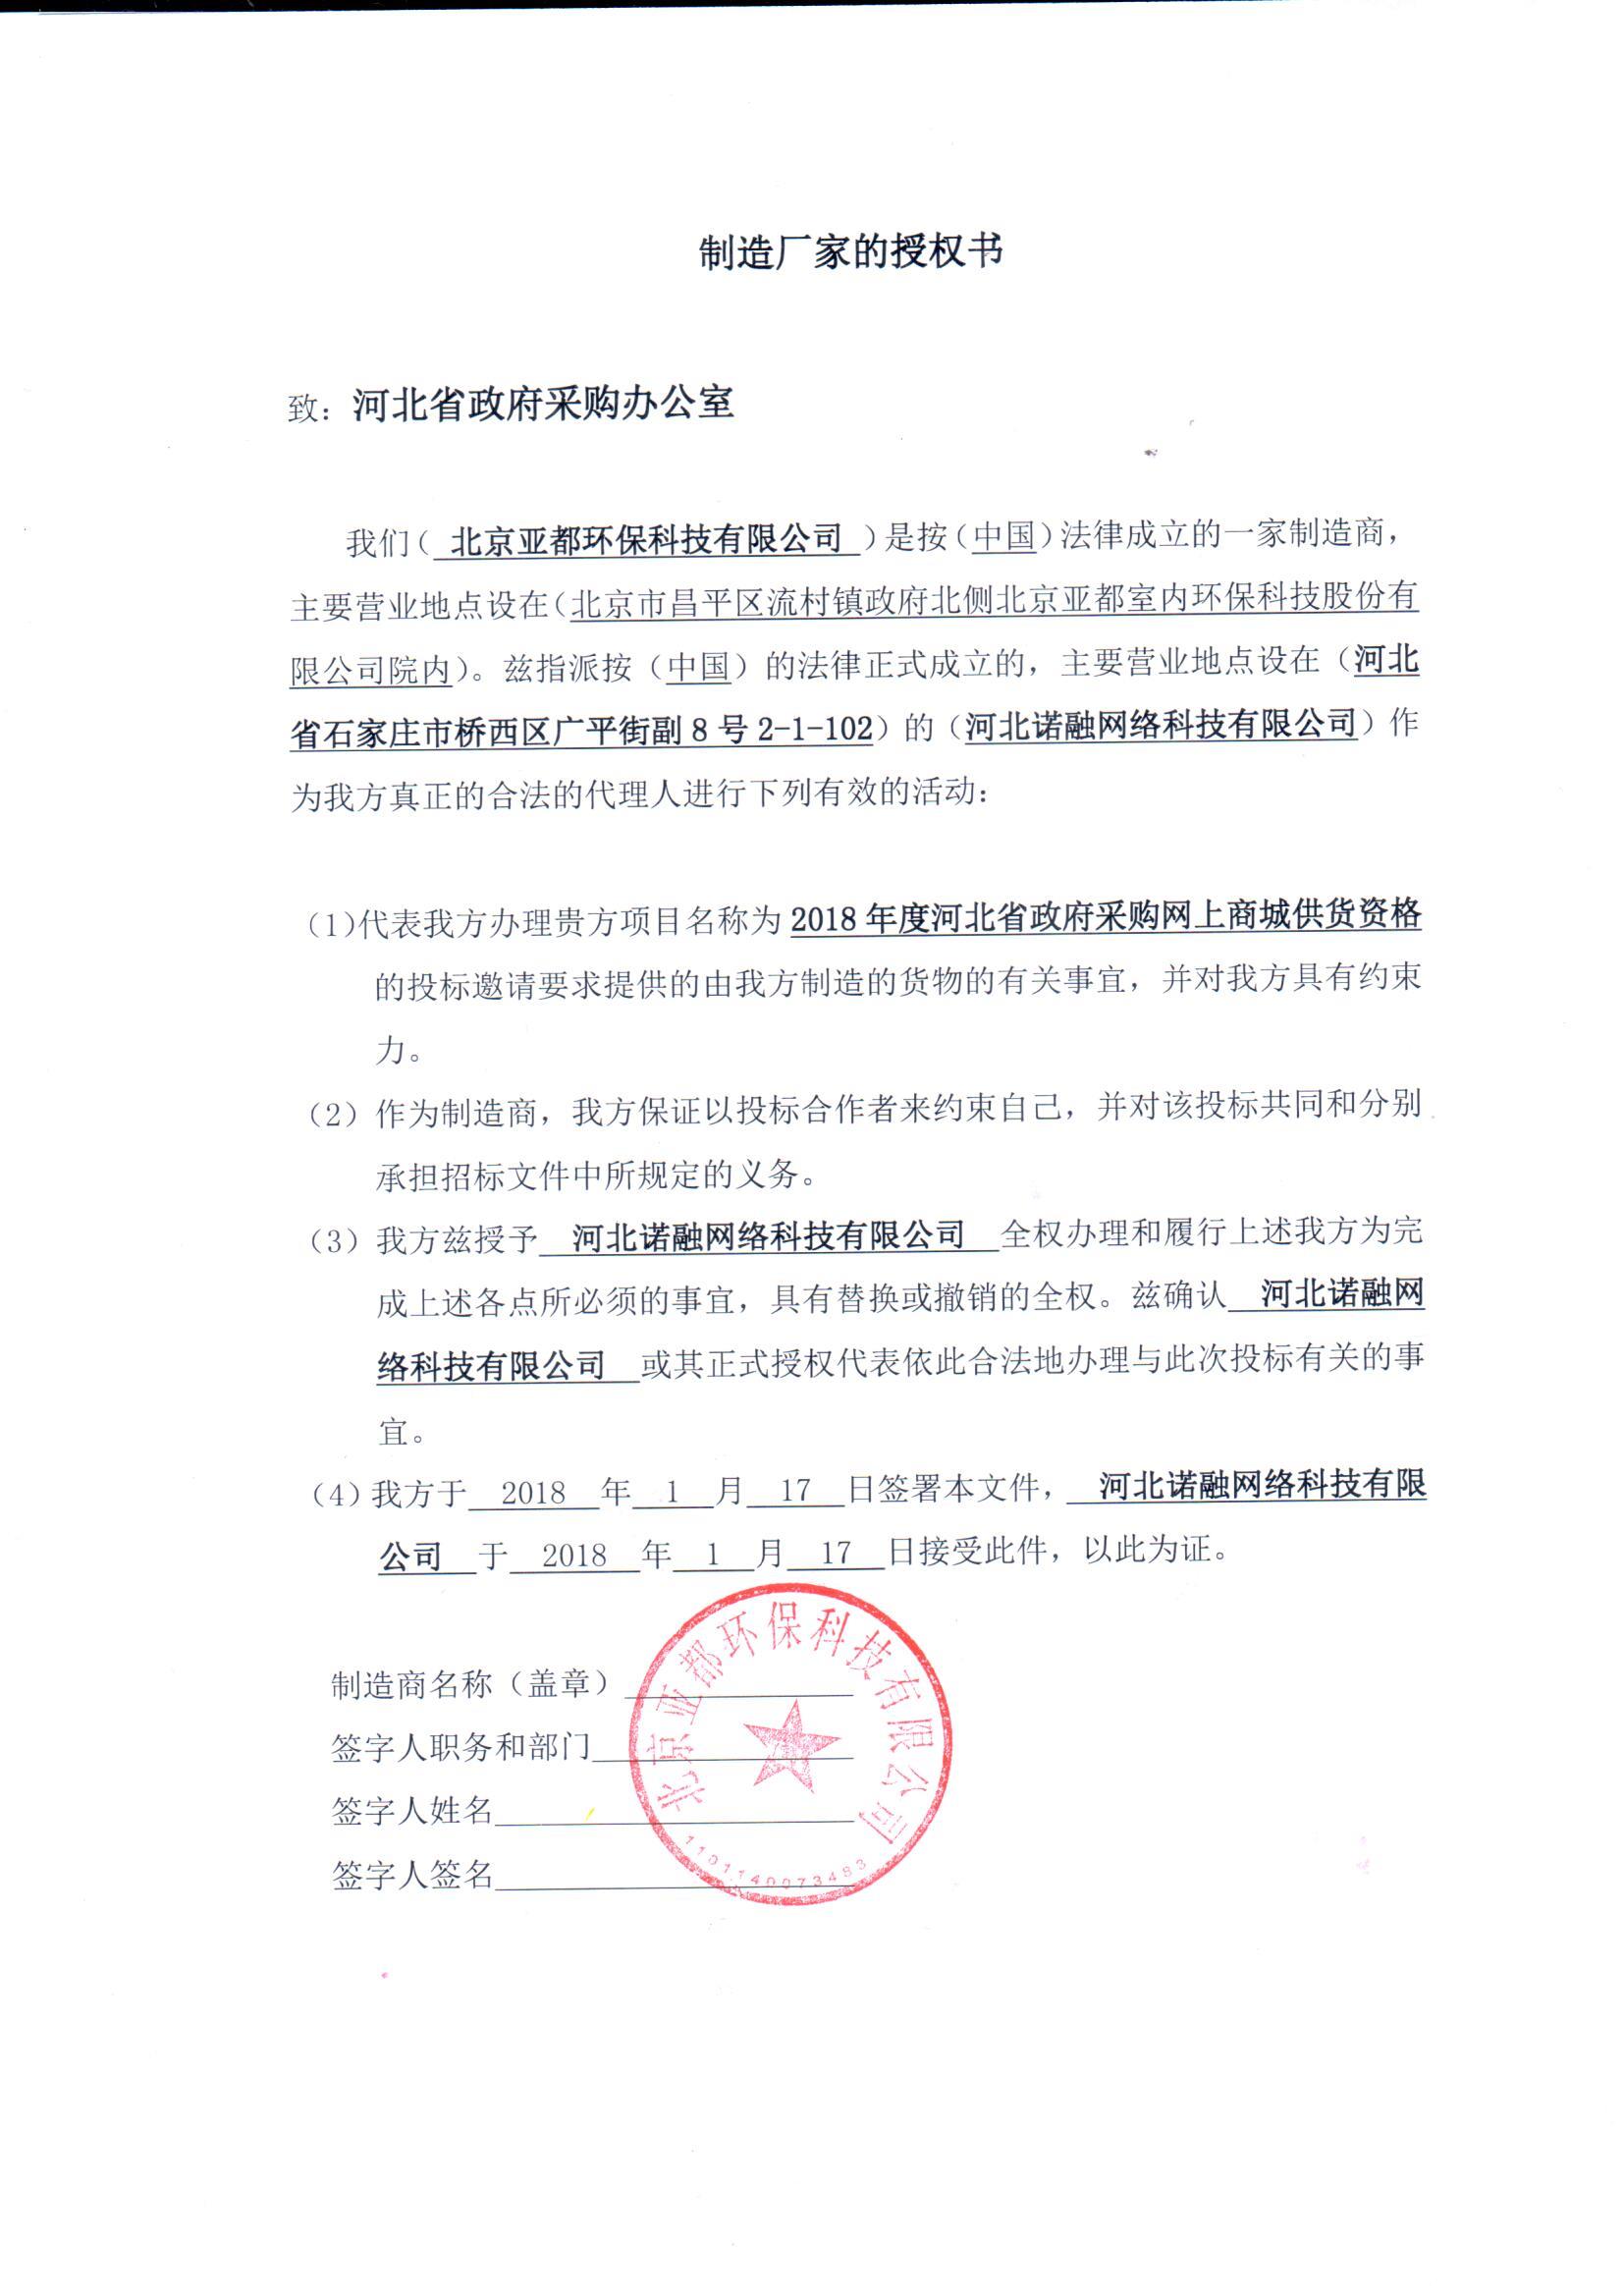 制造厂家的授权书
致：河北省政府采购办公室
我们（ 北京亚都环保科技有限公司 ）是按（中国）法律成立的一家制造商，
主要营业地点设在（北京市昌平区流村镇政府北侧北京亚都室内环保科技股份有
限公司院内）。兹指派按（中国）的法律正式成立的，主要营业地点设在（河北
省石家庄市桥西区广平街副8号2-1-102）的（河北诺融网络科技有限公司）作
为我方真正的合法的代理人进行下列有效的活动：
（1）代表我方办理贵方项目名称为2018年度河北省政府采购网上商城供货资格
的投标邀请要求提供的由我方制造的货物的有关事宜，并对我方具有约束
力。
（2）作为制造商，我方保证以投标合作者来约束自己，并对该投标共同和分别
承担招标文件中所规定的义务。
（3）我方兹授予 河北诺融网络科技有限公司 全权办理和履行上述我方为完
成上述各点所必须的事宜，具有替换或撤销的全权。兹确认 河北诺融网
络科技有限公司 或其正式授权代表依此合法地办理与此次投标有关的事
宜。
（4）我方于 2018 年 1 月 17 日签署本文件， 河北诺融网络科技有限
公司 于 2018 年 1 月 17 日接受此件，以此为证。
制造商名称（盖章）
签字人职务和部门
签字人姓名
签字人签名
北京亚都环保科技有限公司
1101140073483